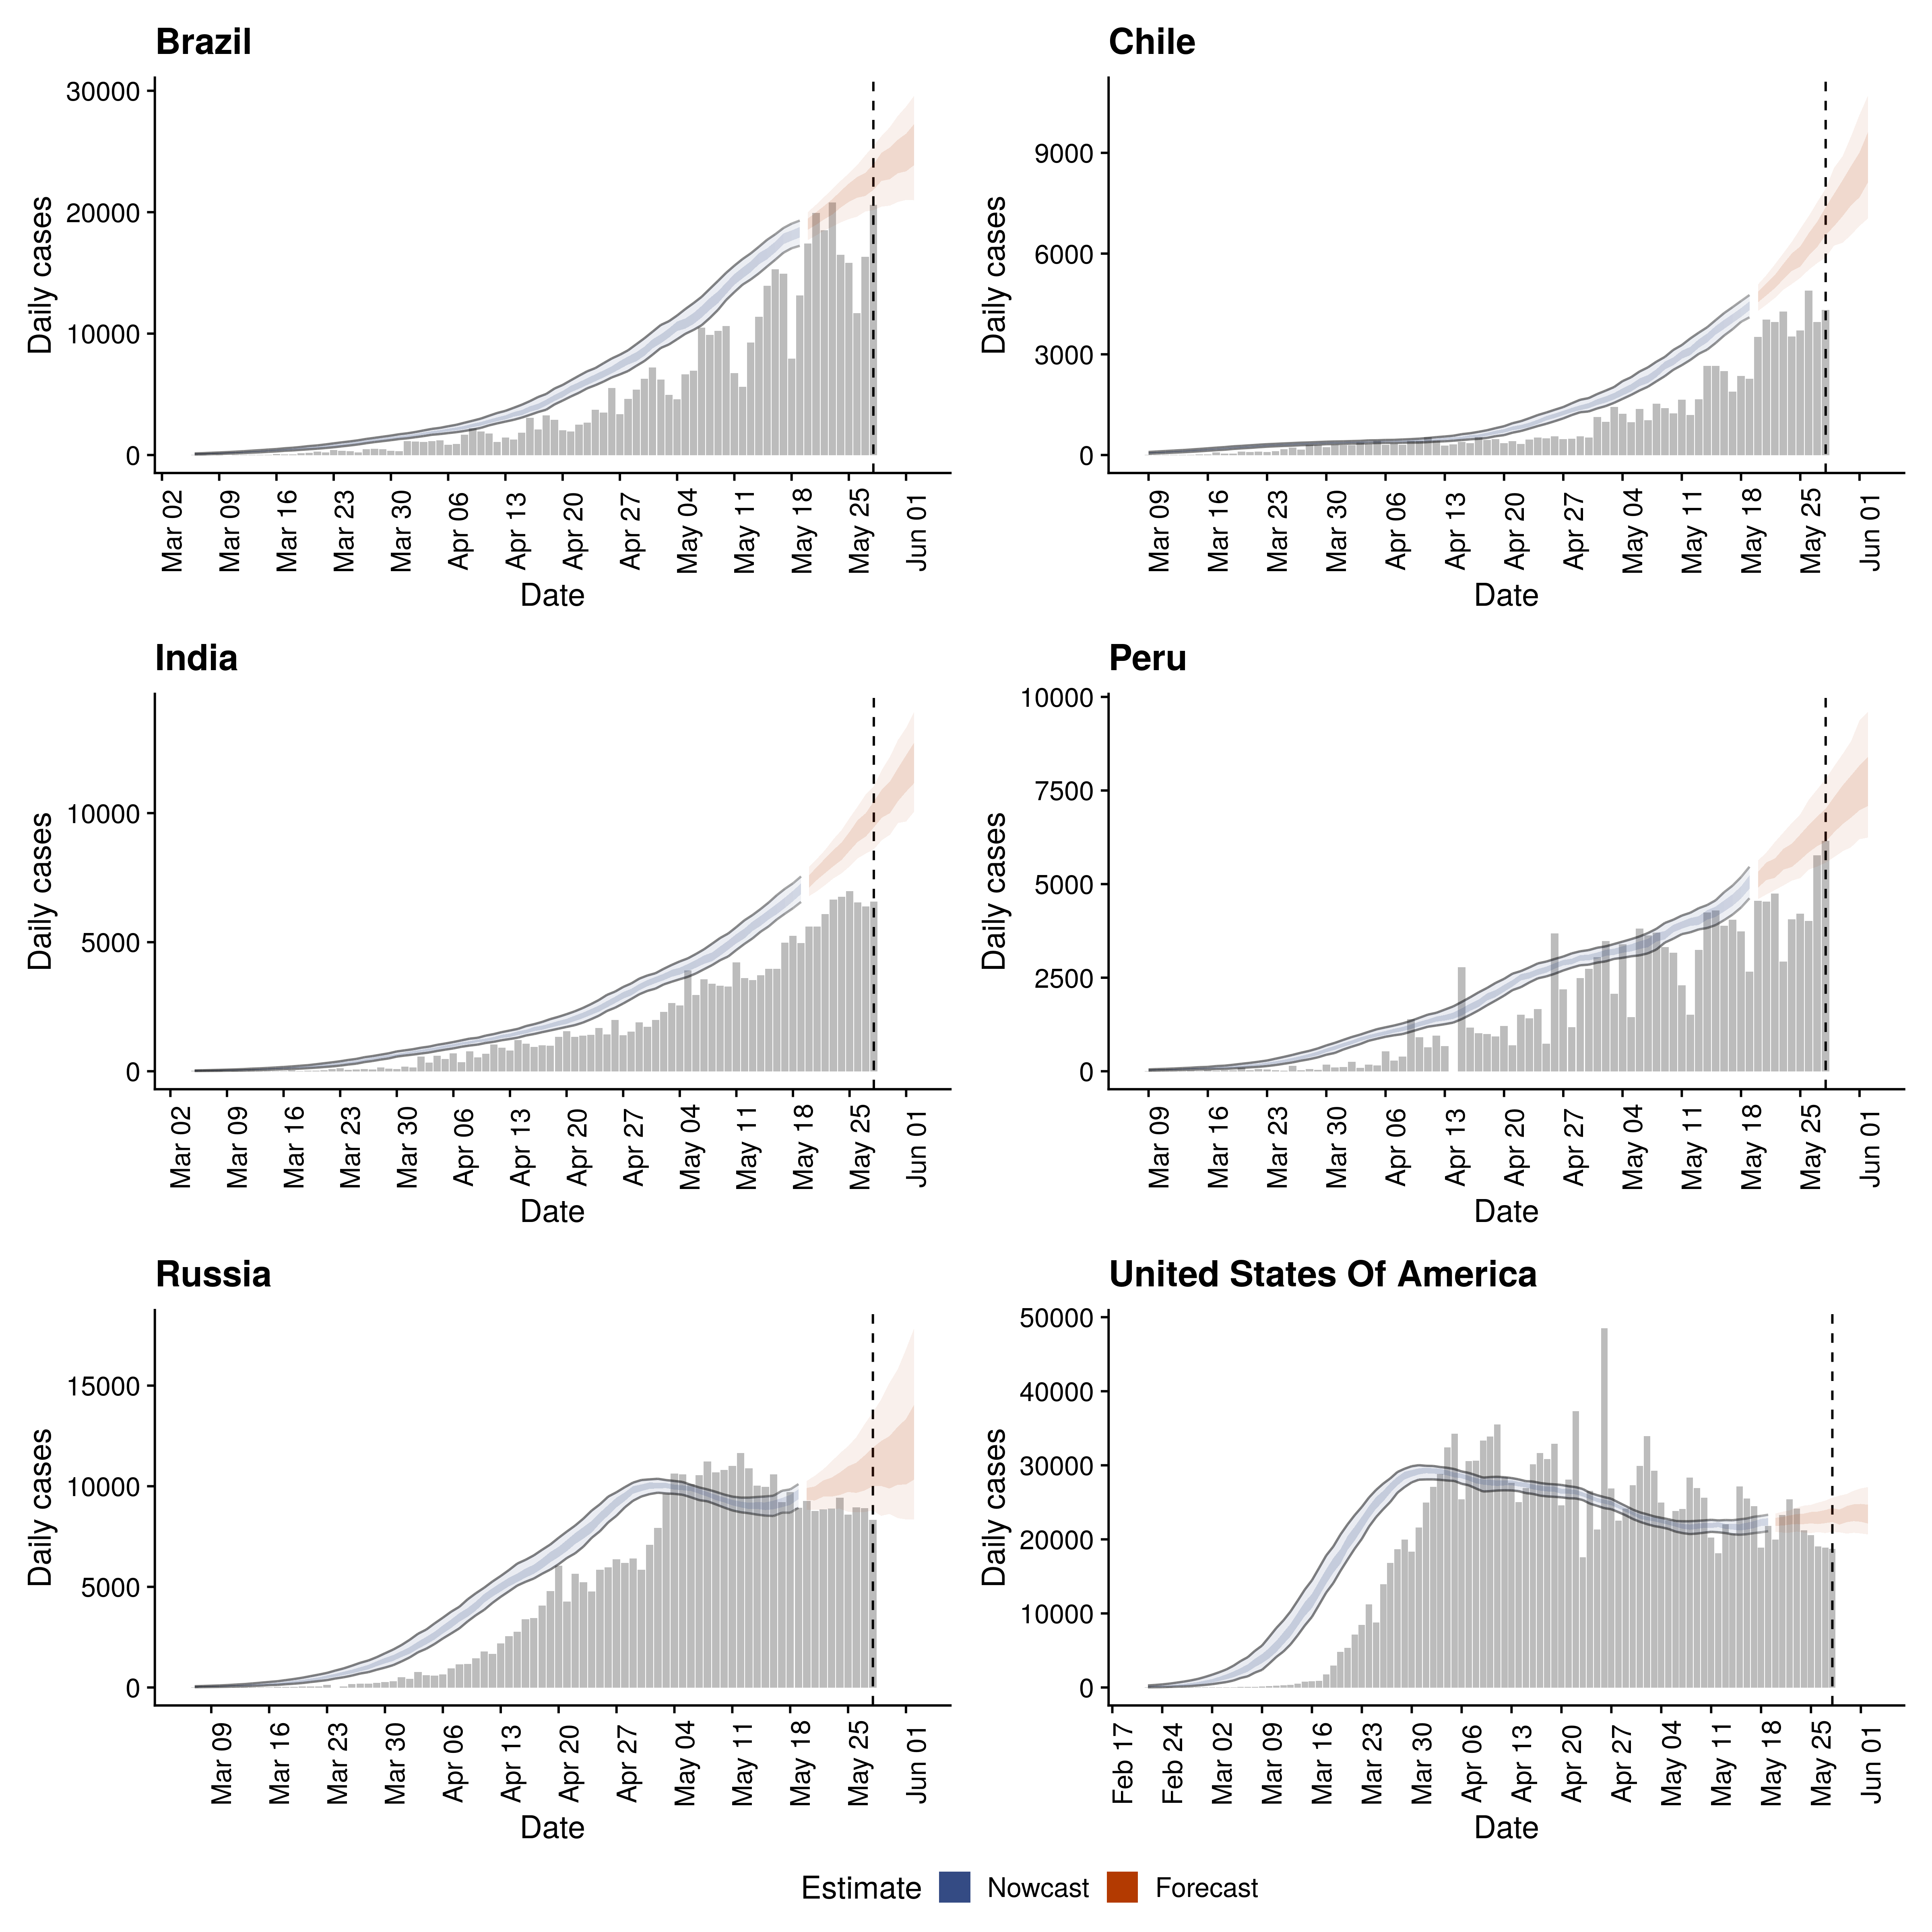 Brazil
Daily cases
30000
20000
10000
0
Mar 02
Mar 09
Mar 16
Mar 23
Mar 30
Apr 06
Apr 13
Apr 20
Apr 27
May 04
May 11
May 18
May 25
Jun 01
Date
Chile
Daily cases
9000
6000
3000
0
Mar 09
Mar 16
Mar 23
Mar 30
Apr 06
Apr 13
Apr 20
Apr 27
May 04
May 11
May 18
May 25
Jun 01
Date
India
Daily cases
10000
5000
0
Mar 02
Mar 09
Mar 16
Mar 23
Mar 30
Apr 06
Apr 13
Apr 20
Apr 27
May 04
May 11
May 18
May 25
Jun 01
Date
Peru
Daily cases
10000
7500
5000
2500
0
Mar 09
Mar 16
Mar 23
Mar 30
Apr 06
Apr 13
Apr 20
Apr 27
May 04
May 11
May 18
May 25
Jun 01
Date
Russia
Daily cases
15000
10000
5000
0
Mar 09
Mar 16
Mar 23
Mar 30
Apr 06
Apr 13
Apr 20
Apr 27
May 04
May 11
May 18
May 25
Jun 01
Date
United States Of America
Daily cases
50000
40000
30000
20000
10000
0
Feb 17
Feb 24
Mar 02
Mar 09
Mar 16
Mar 23
Mar 30
Apr 06
Apr 13
Apr 20
Apr 27
May 04
May 11
May 18
May 25
Jun 01
Date
Estimate Nowcast Forecast